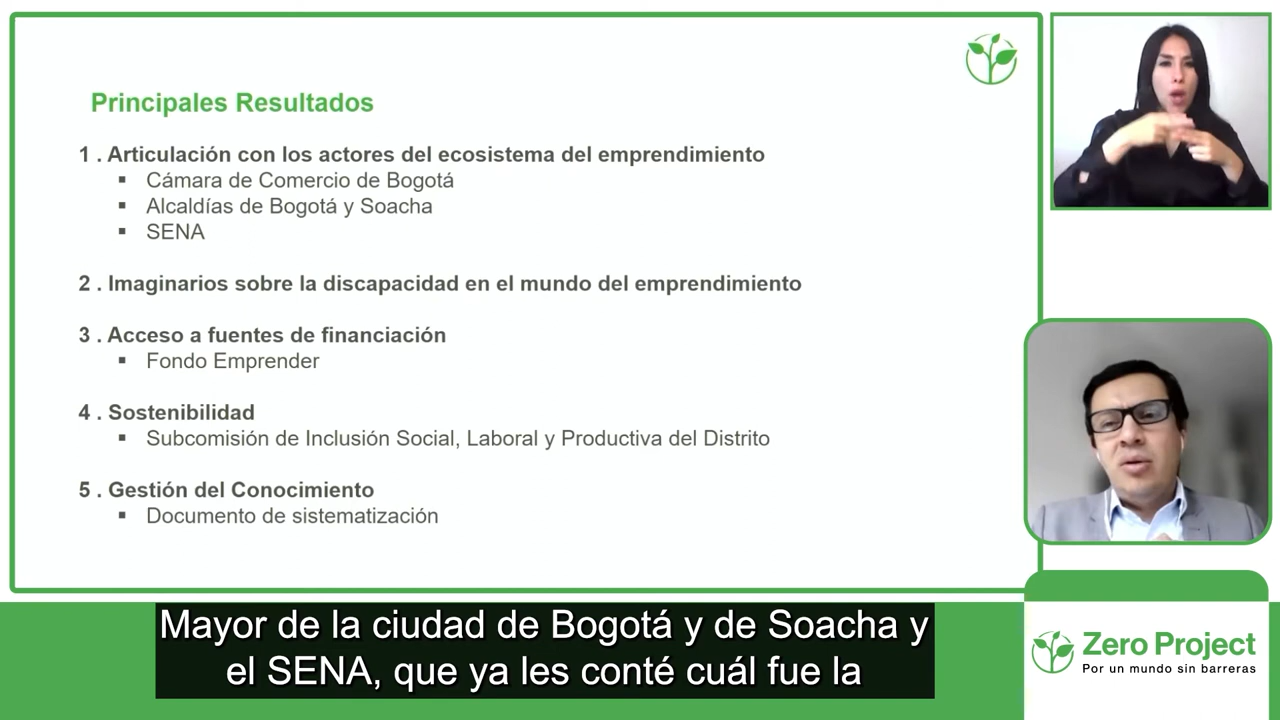 Principales Resultados
1 . Articulación con los actores del ecosistema del emprendimiento
▪ Cámara de Comercio de Bogotá
▪ Alcaldías de Bogotá y Soacha
▪ SENA
2 . Imaginarios sobre la discapacidad en el mundo del emprendimiento
3 . Acceso a fuentes de financiación
▪ Fondo Emprender
4 . Sostenibilidad
▪ Subcomisión de Inclusión Social, Laboral y Productiva del Distrito
5 . Gestión del Conocimiento
▪ Documento de sistematización
Mayor de la ciudad de Bogotá y de Soacha y
el SENA, que ya les conté cuál fue la
Zero Project
Por un mundo sin barreras